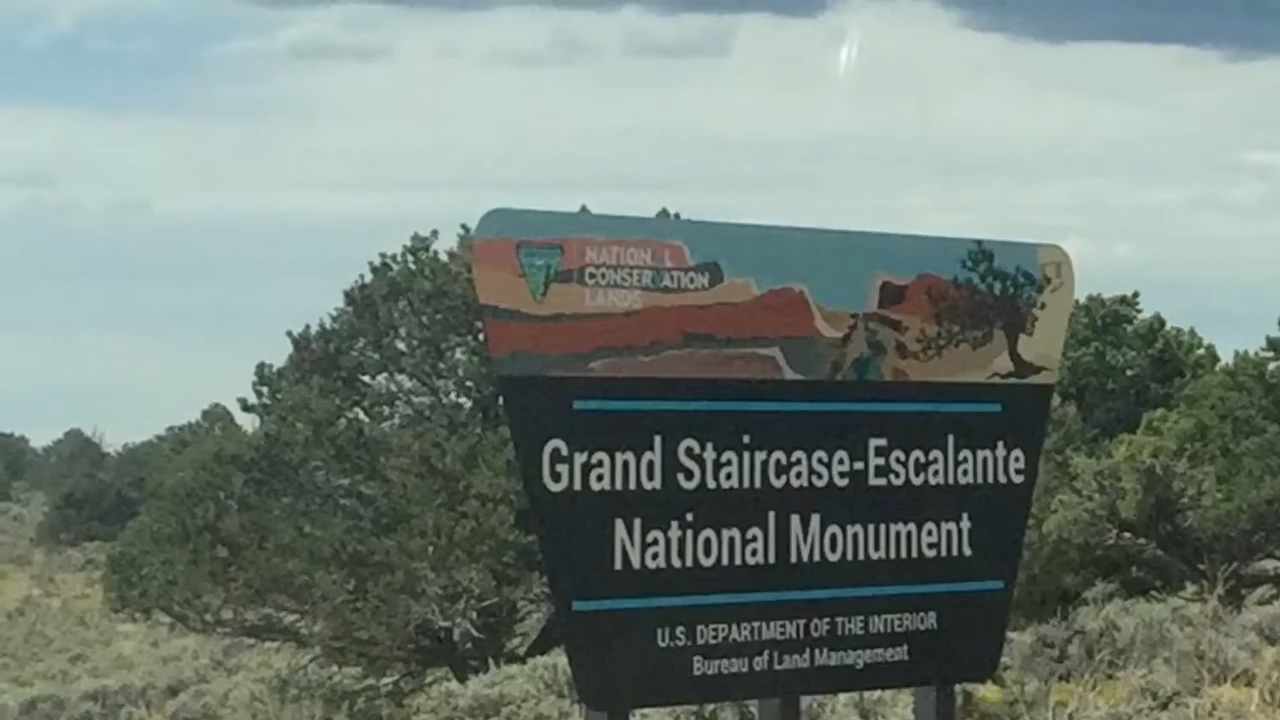 NATIONAL
CONSERVATION
LANDS
Grand Staircase-Escalante
National Monument
U.S. DEPARTMENT OF THE INTERIOR
Bureau of Land Management